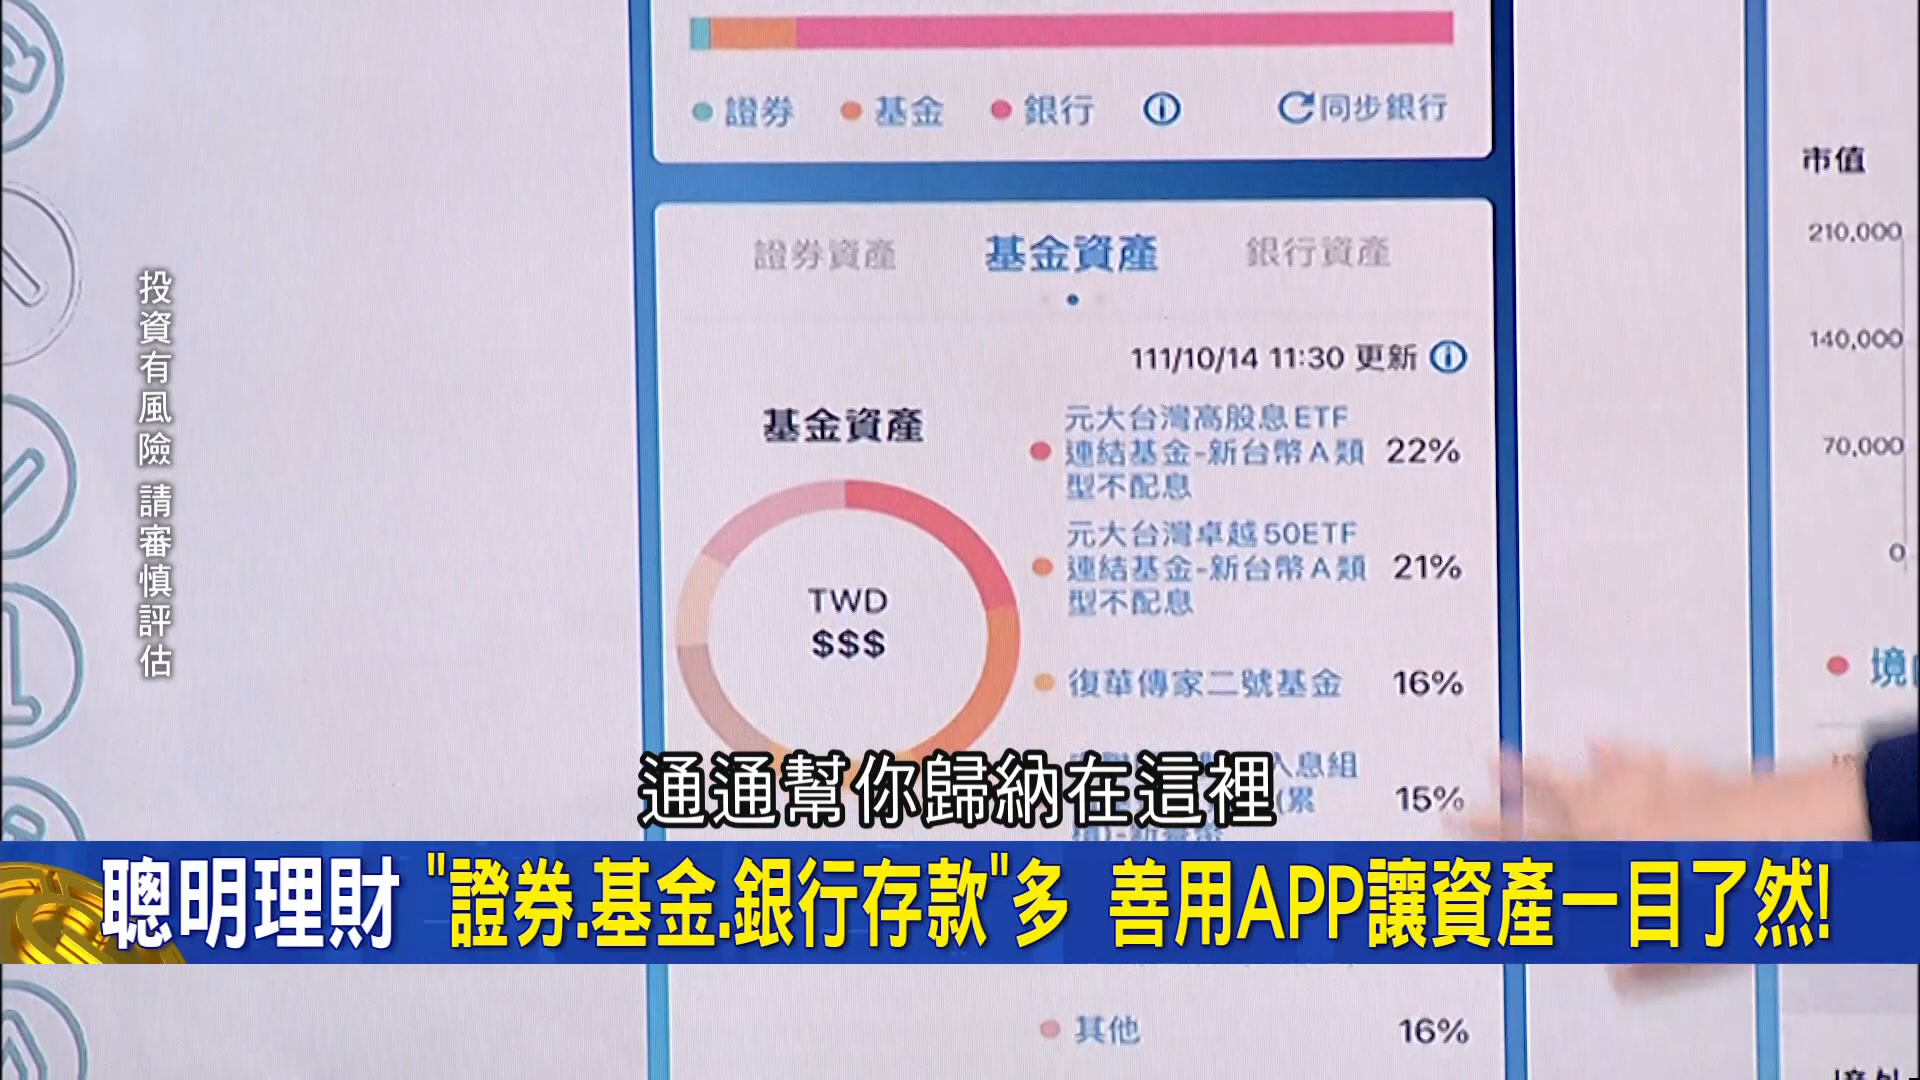 證券 基金 銀行 同步銀行
證券資產 基金資產 銀行資產
111/10/14 11:30 更新
基金資產
TWD
$$$
元大台灣高股息ETF
連結基金-新台幣A類 22%
型不配息
元大台灣卓越50ETF
連結基金-新台幣A類 21%
型不配息
復華傳家二號基金 16%
入息組
(累 15%
其他 16%
市值
210,000
140,000
70,000
0
境
投資有風險 請審慎評估
通通幫你歸納在這裡
聰明理財 "證券.基金.銀行存款"多 善用APP讓資產一目了然!